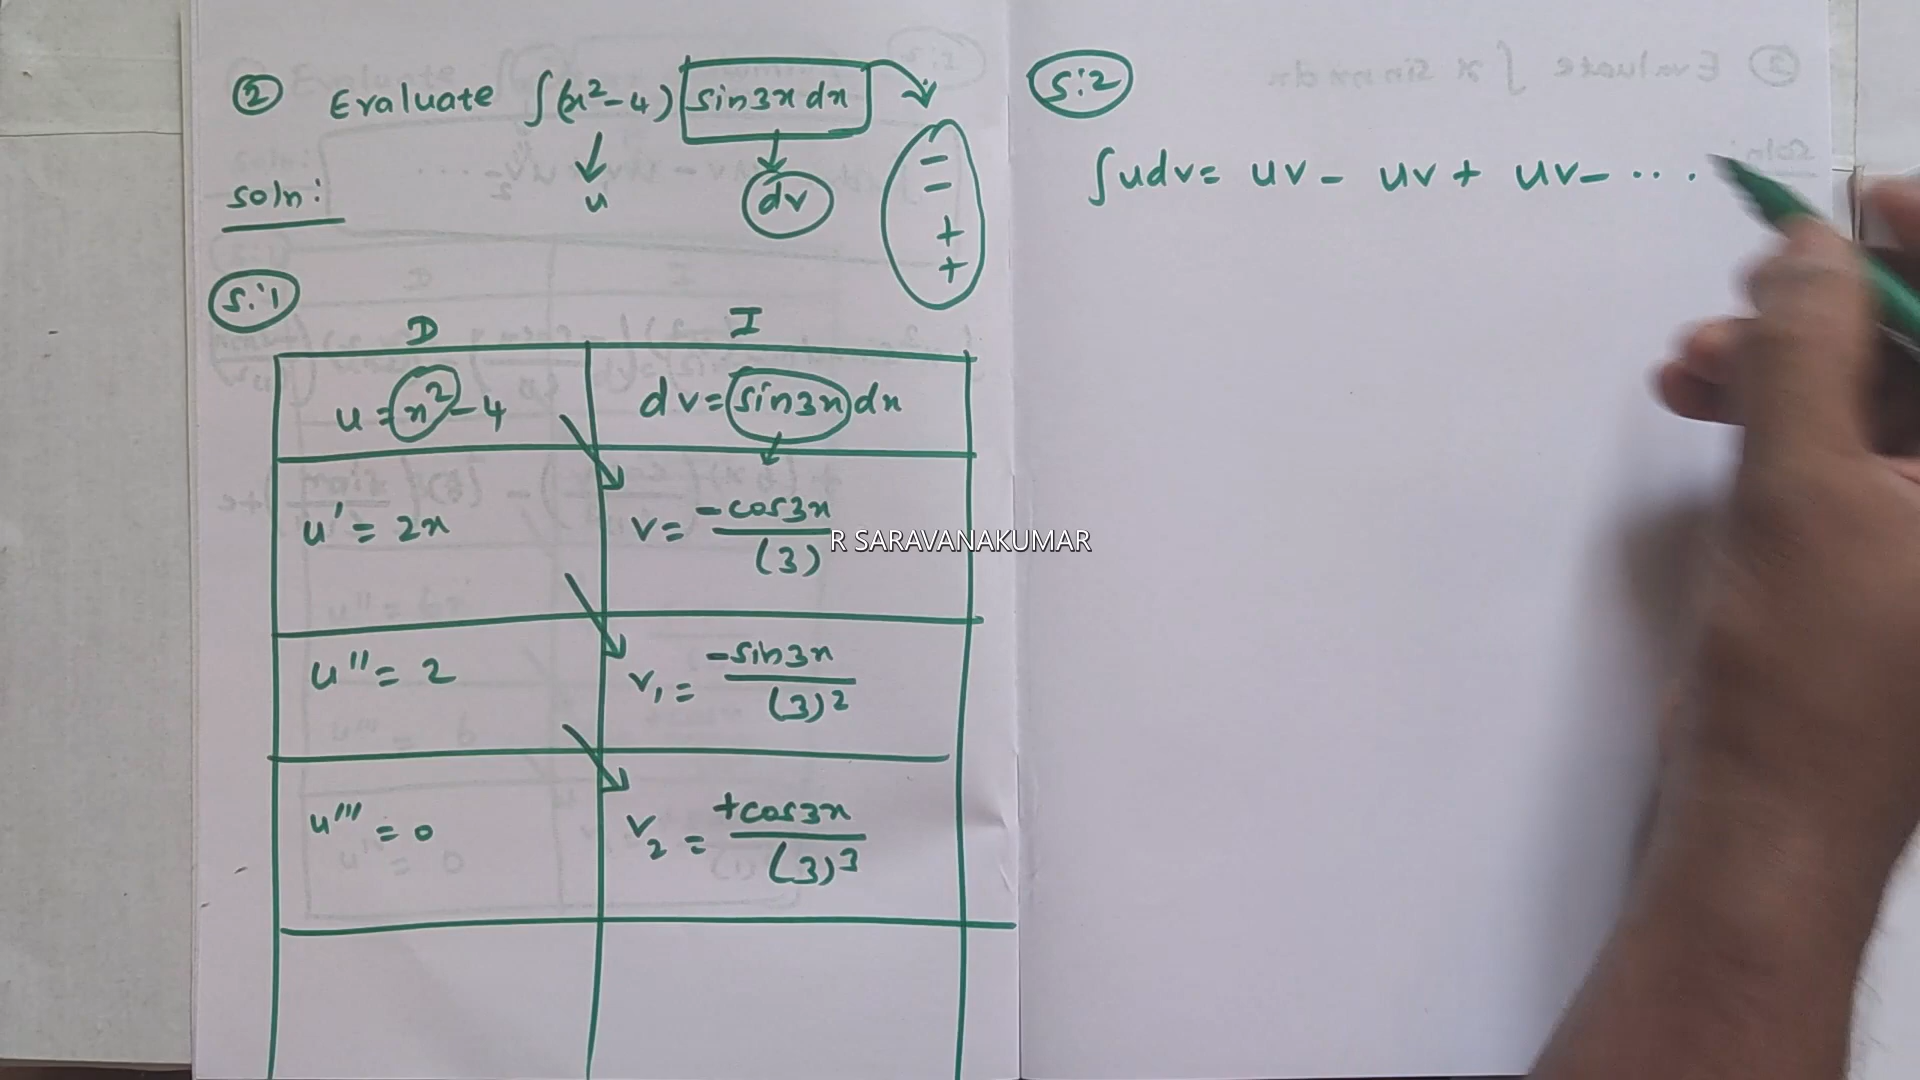 ② Evaluate ∫(x²-4) sin3x dx
u dv
soln:
-
-
+
+
S:1
D I
u = x²-4 dv = sin3x dx
u' = 2x v = -cos3x/(3)
u'' = 2 v₁ = -sin3x/(3)²
u''' = 0 v₂ = +cos3x/(3)³
S:2
∫udv = uv - uv + uv - ....
R SARAVANAKUMAR